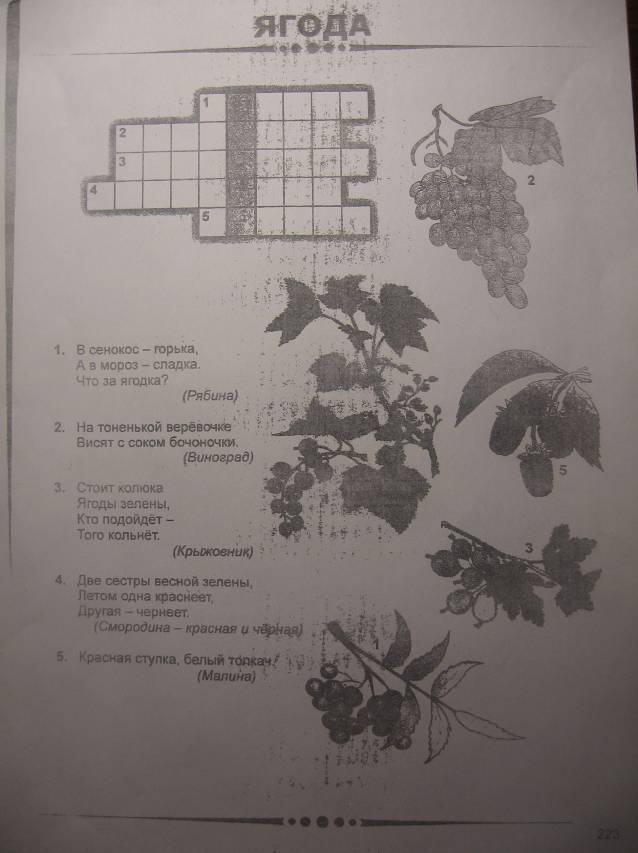 ЯГОДА
1
2
3
4
5
2
1. В сенокос – горька,
А в мороз – сладка.
Что за ягодка?
(Рябина)
2. На тоненькой верёвочке
Висят с соком бочоночки.
(Виноград)
5
3. Стоит колюка
Ягоды зелены,
Кто подойдёт –
Того кольнёт.
(Крыжовник)
3
4. Две сестры весной зелены,
Летом одна краснеет,
Другая – чернеет.
(Смородина – красная и чёрная)
1
5. Красная ступка, белый толкач.
(Малина)
223